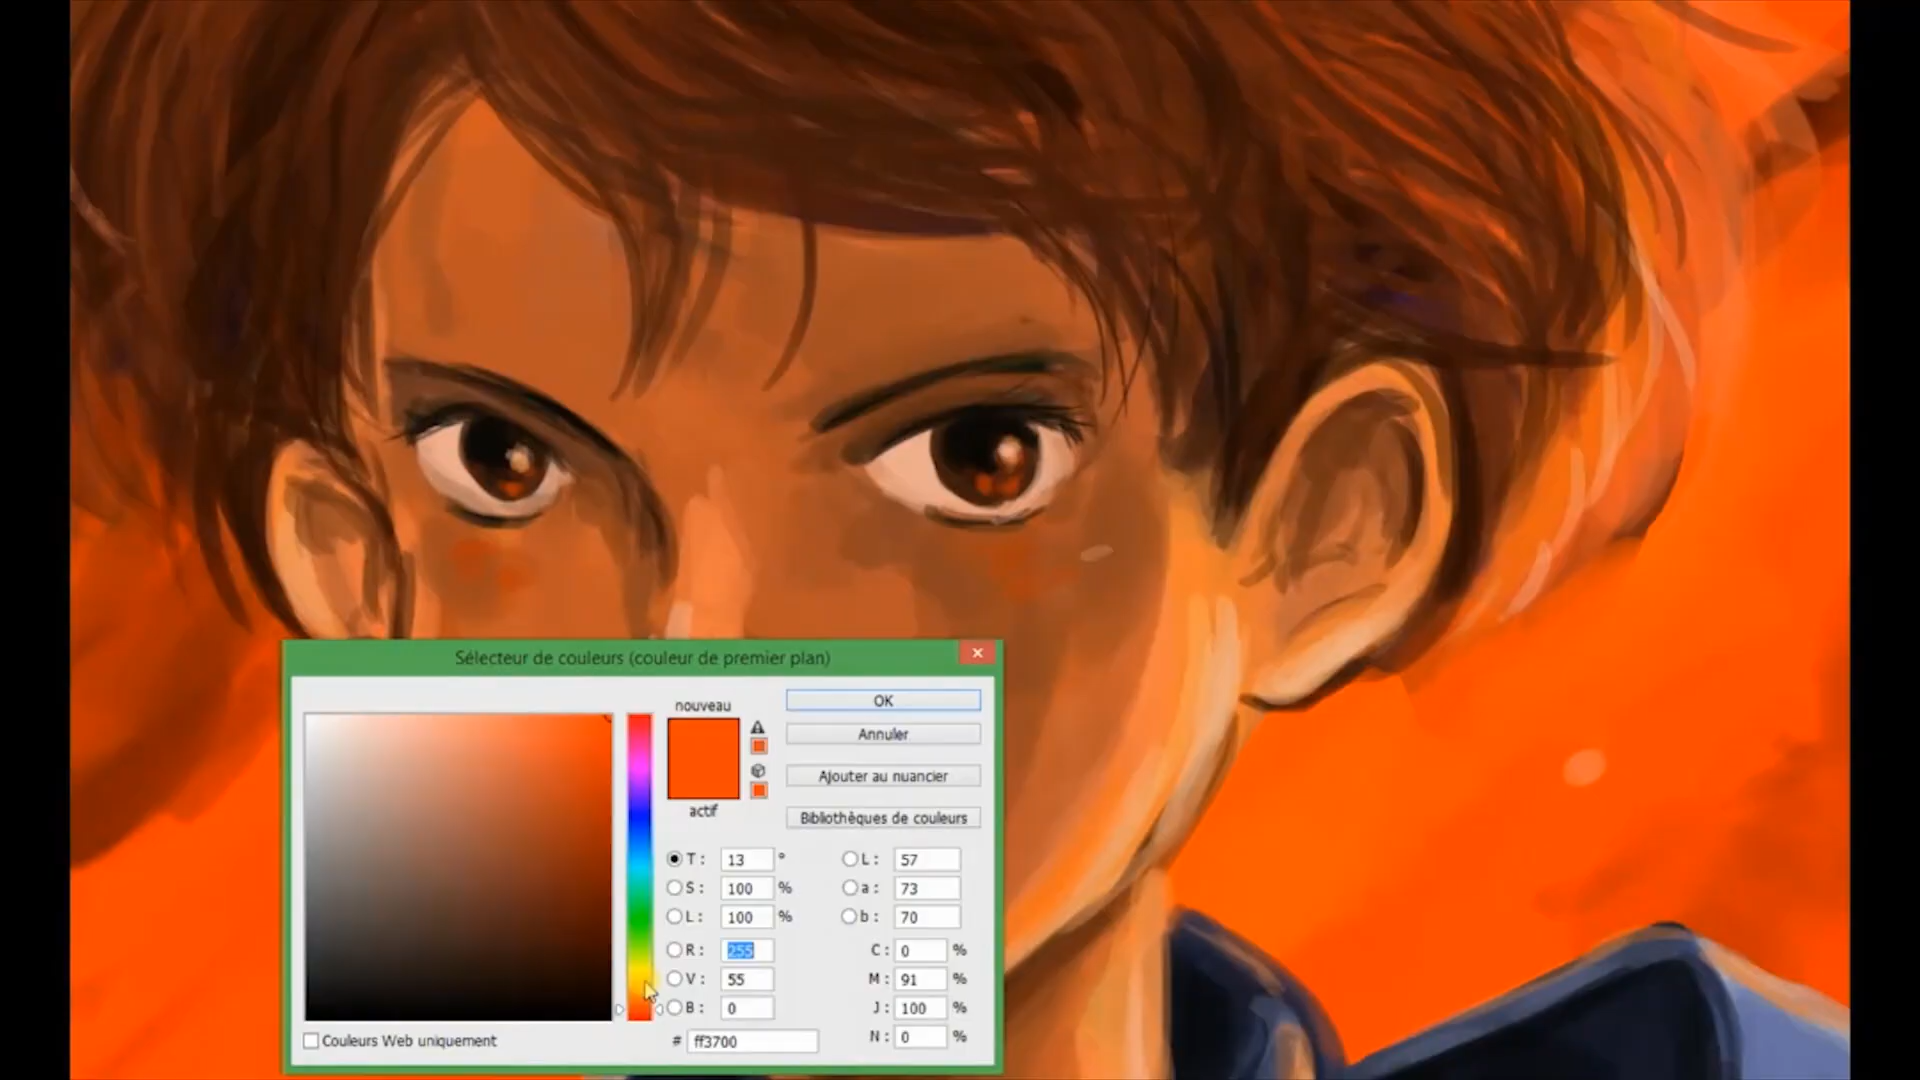 Sélecteur de couleurs (couleur de premier plan)
nouveau
actif
OK
Annuler
Ajouter au nuancier
Bibliothèques de couleurs
T : 13 °
S : 100 %
L : 100 %
R : 255
V : 55
B : 0
# ff3700
L : 57
a : 73
b : 70
C : 0 %
M : 91 %
J : 100 %
N : 0 %
Couleurs Web uniquement